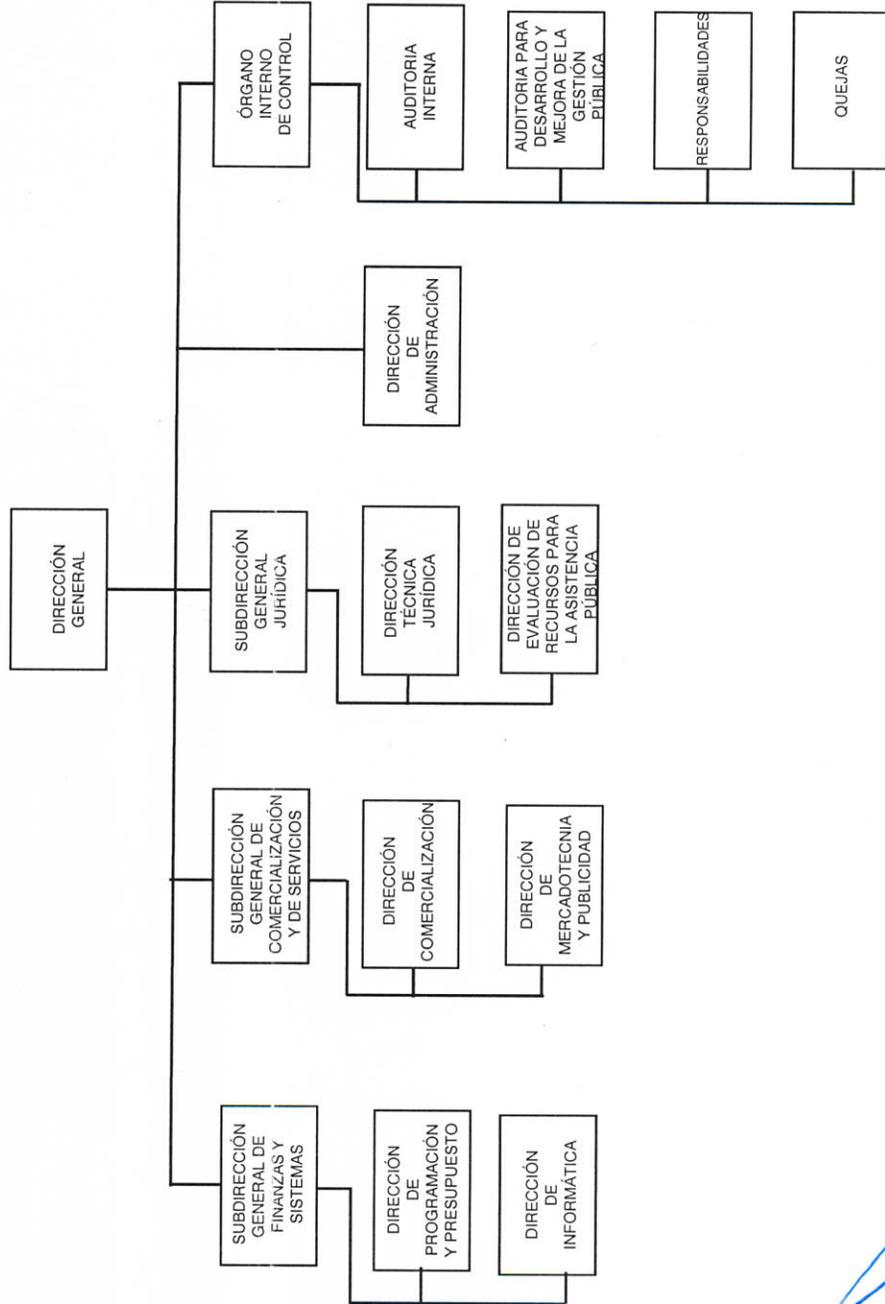 DIRECCIÓN
GENERAL
SUBDIRECCIÓN
GENERAL DE
FINANZAS Y
SISTEMAS
DIRECCIÓN
DE
PROGRAMACIÓN
Y PRESUPUESTO
DIRECCIÓN
DE
INFORMÁTICA
SUBDIRECCIÓN
GENERAL DE
COMERCIALIZACIÓN
Y DE SERVICIOS
DIRECCIÓN
DE
COMERCIALIZACIÓN
DIRECCIÓN
DE
MERCADOTECNIA
Y PUBLICIDAD
SUBDIRECCIÓN
GENERAL
JURÍDICA
DIRECCIÓN
TÉCNICA
JURÍDICA
DIRECCIÓN DE
EVALUACIÓN DE
RECURSOS PARA
LA ASISTENCIA
PÚBLICA
DIRECCIÓN
DE
ADMINISTRACIÓN
ÓRGANO
INTERNO
DE CONTROL
AUDITORIA
INTERNA
AUDITORIA PARA
DESARROLLO Y
MEJORA DE LA
GESTIÓN
PÚBLICA
RESPONSABILIDADES
QUEJAS